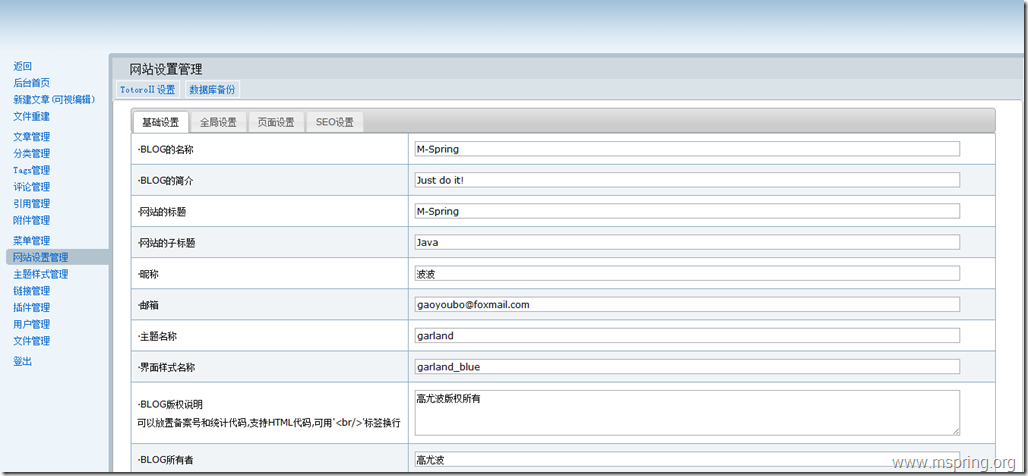 网站设置管理
TotoroII 设置 数据库备份
返回
后台首页
新建文章(可视编辑)
文件重建
文章管理
分类管理
Tags管理
评论管理
引用管理
附件管理
菜单管理
网站设置管理
主题样式管理
链接管理
插件管理
用户管理
文件管理
登出
基础设置 全局设置 页面设置 SEO设置
·BLOG的名称 M-Spring
·BLOG的简介 Just do it!
·网站的标题 M-Spring
·网站的子标题 Java
·昵称 波波
·邮箱 gaoyoubo@foxmail.com
·主题名称 garland
·界面样式名称 garland_blue
·BLOG版权说明 高尤波版权所有
可以放置备案号和统计代码,支持HTML代码,可用'<br/>'标签换行
·BLOG所有者 高尤波
www.mspring.org